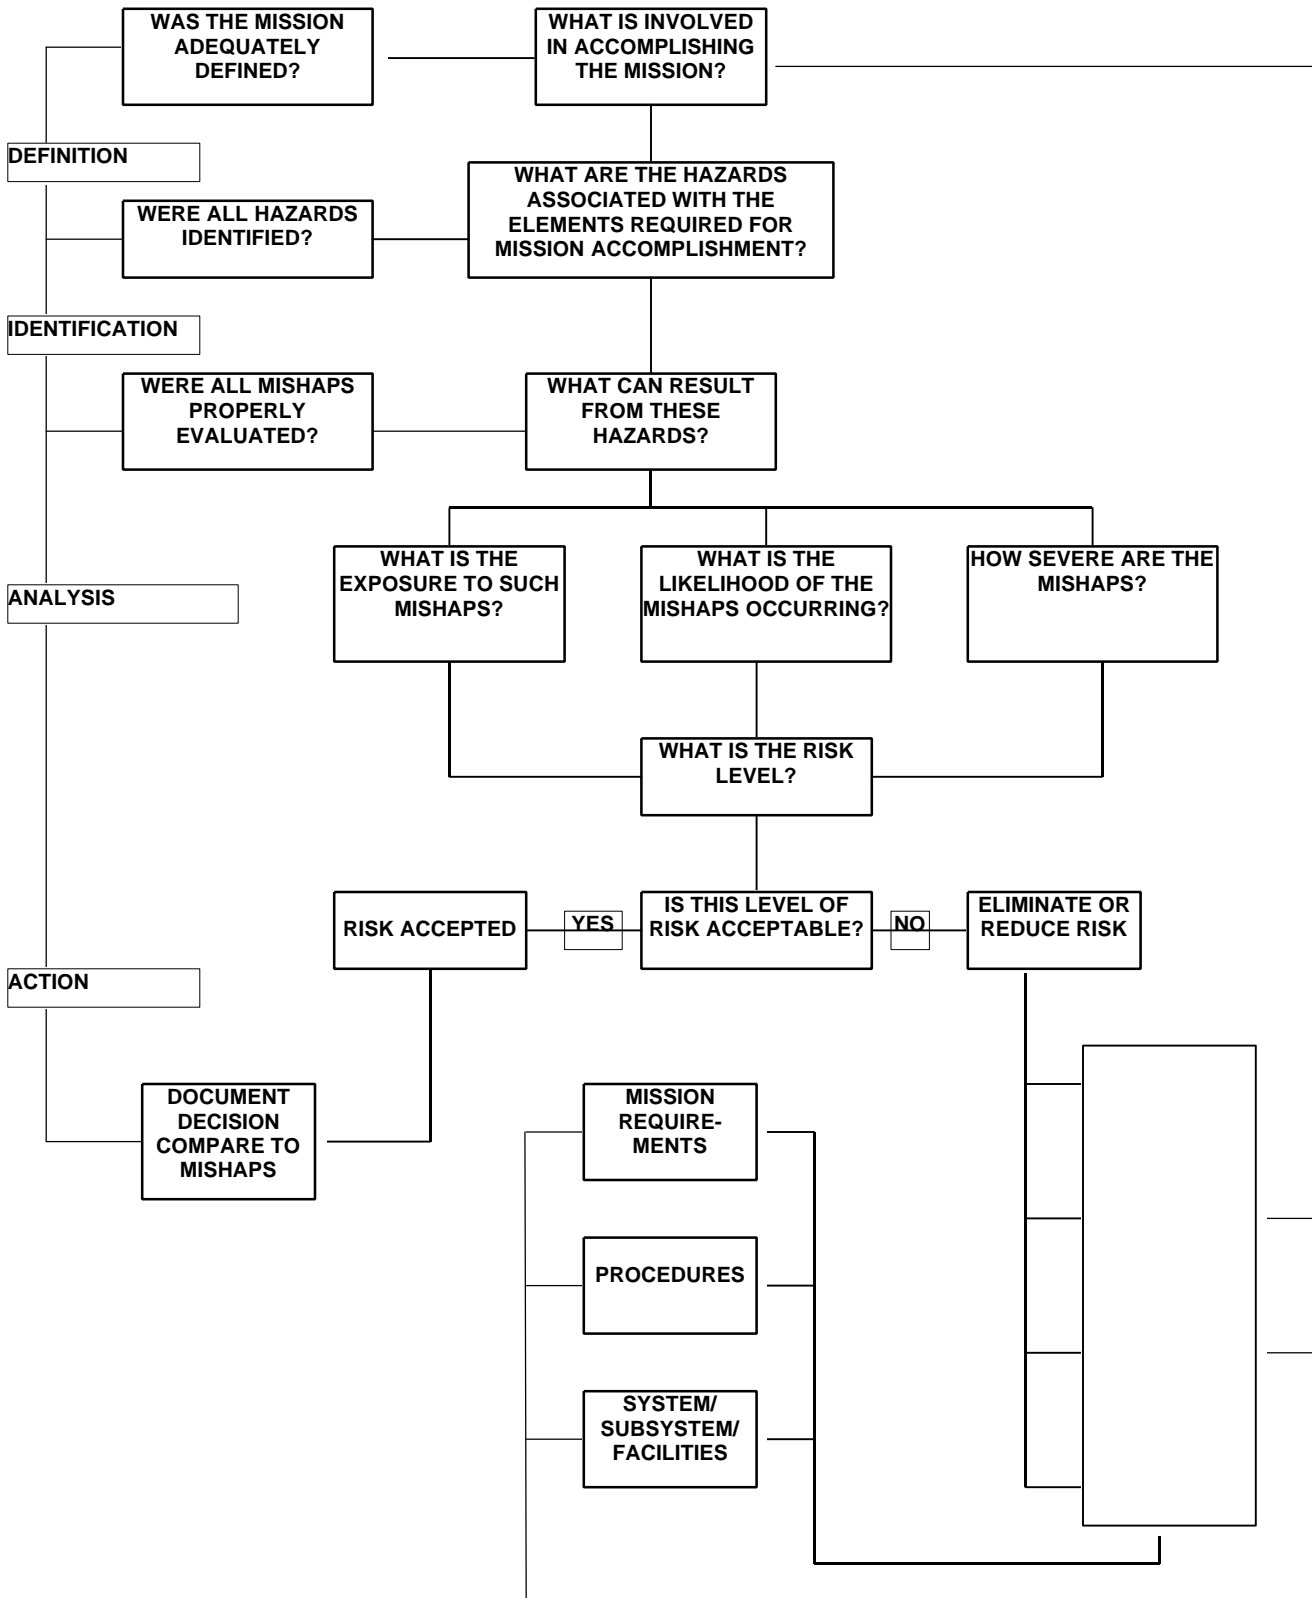 WAS THE MISSION
ADEQUATELY
DEFINED?
WHAT IS INVOLVED
IN ACCOMPLISHING
THE MISSION?
DEFINITION
WHAT ARE THE HAZARDS
ASSOCIATED WITH THE
ELEMENTS REQUIRED FOR
MISSION ACCOMPLISHMENT?
WERE ALL HAZARDS
IDENTIFIED?
IDENTIFICATION
WERE ALL MISHAPS
PROPERLY
EVALUATED?
WHAT CAN RESULT
FROM THESE
HAZARDS?
ANALYSIS
WHAT IS THE
EXPOSURE TO SUCH
MISHAPS?
WHAT IS THE
LIKELIHOOD OF THE
MISHAPS OCCURRING?
HOW SEVERE ARE THE
MISHAPS?
WHAT IS THE RISK
LEVEL?
RISK ACCEPTED
YES
IS THIS LEVEL OF
RISK ACCEPTABLE?
NO
ELIMINATE OR
REDUCE RISK
ACTION
DOCUMENT
DECISION
COMPARE TO
MISHAPS
MISSION
REQUIRE-
MENTS
PROCEDURES
SYSTEM/
SUBSYSTEM/
FACILITIES